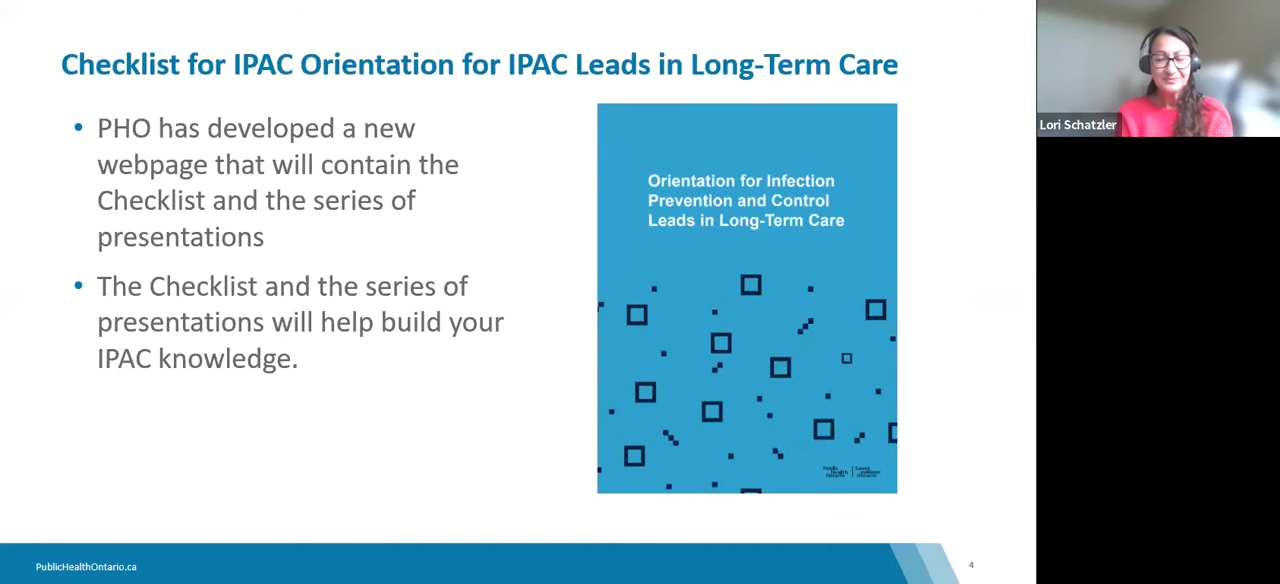 Checklist for IPAC Orientation for IPAC Leads in Long-Term Care
• PHO has developed a new
webpage that will contain the
Checklist and the series of
presentations
• The Checklist and the series of
presentations will help build your
IPAC knowledge.
Orientation for Infection
Prevention and Control
Leads in Long-Term Care
Public Santé
Health publique
Ontario Ontario
PublicHealthOntario.ca
4
Lori Schatzler